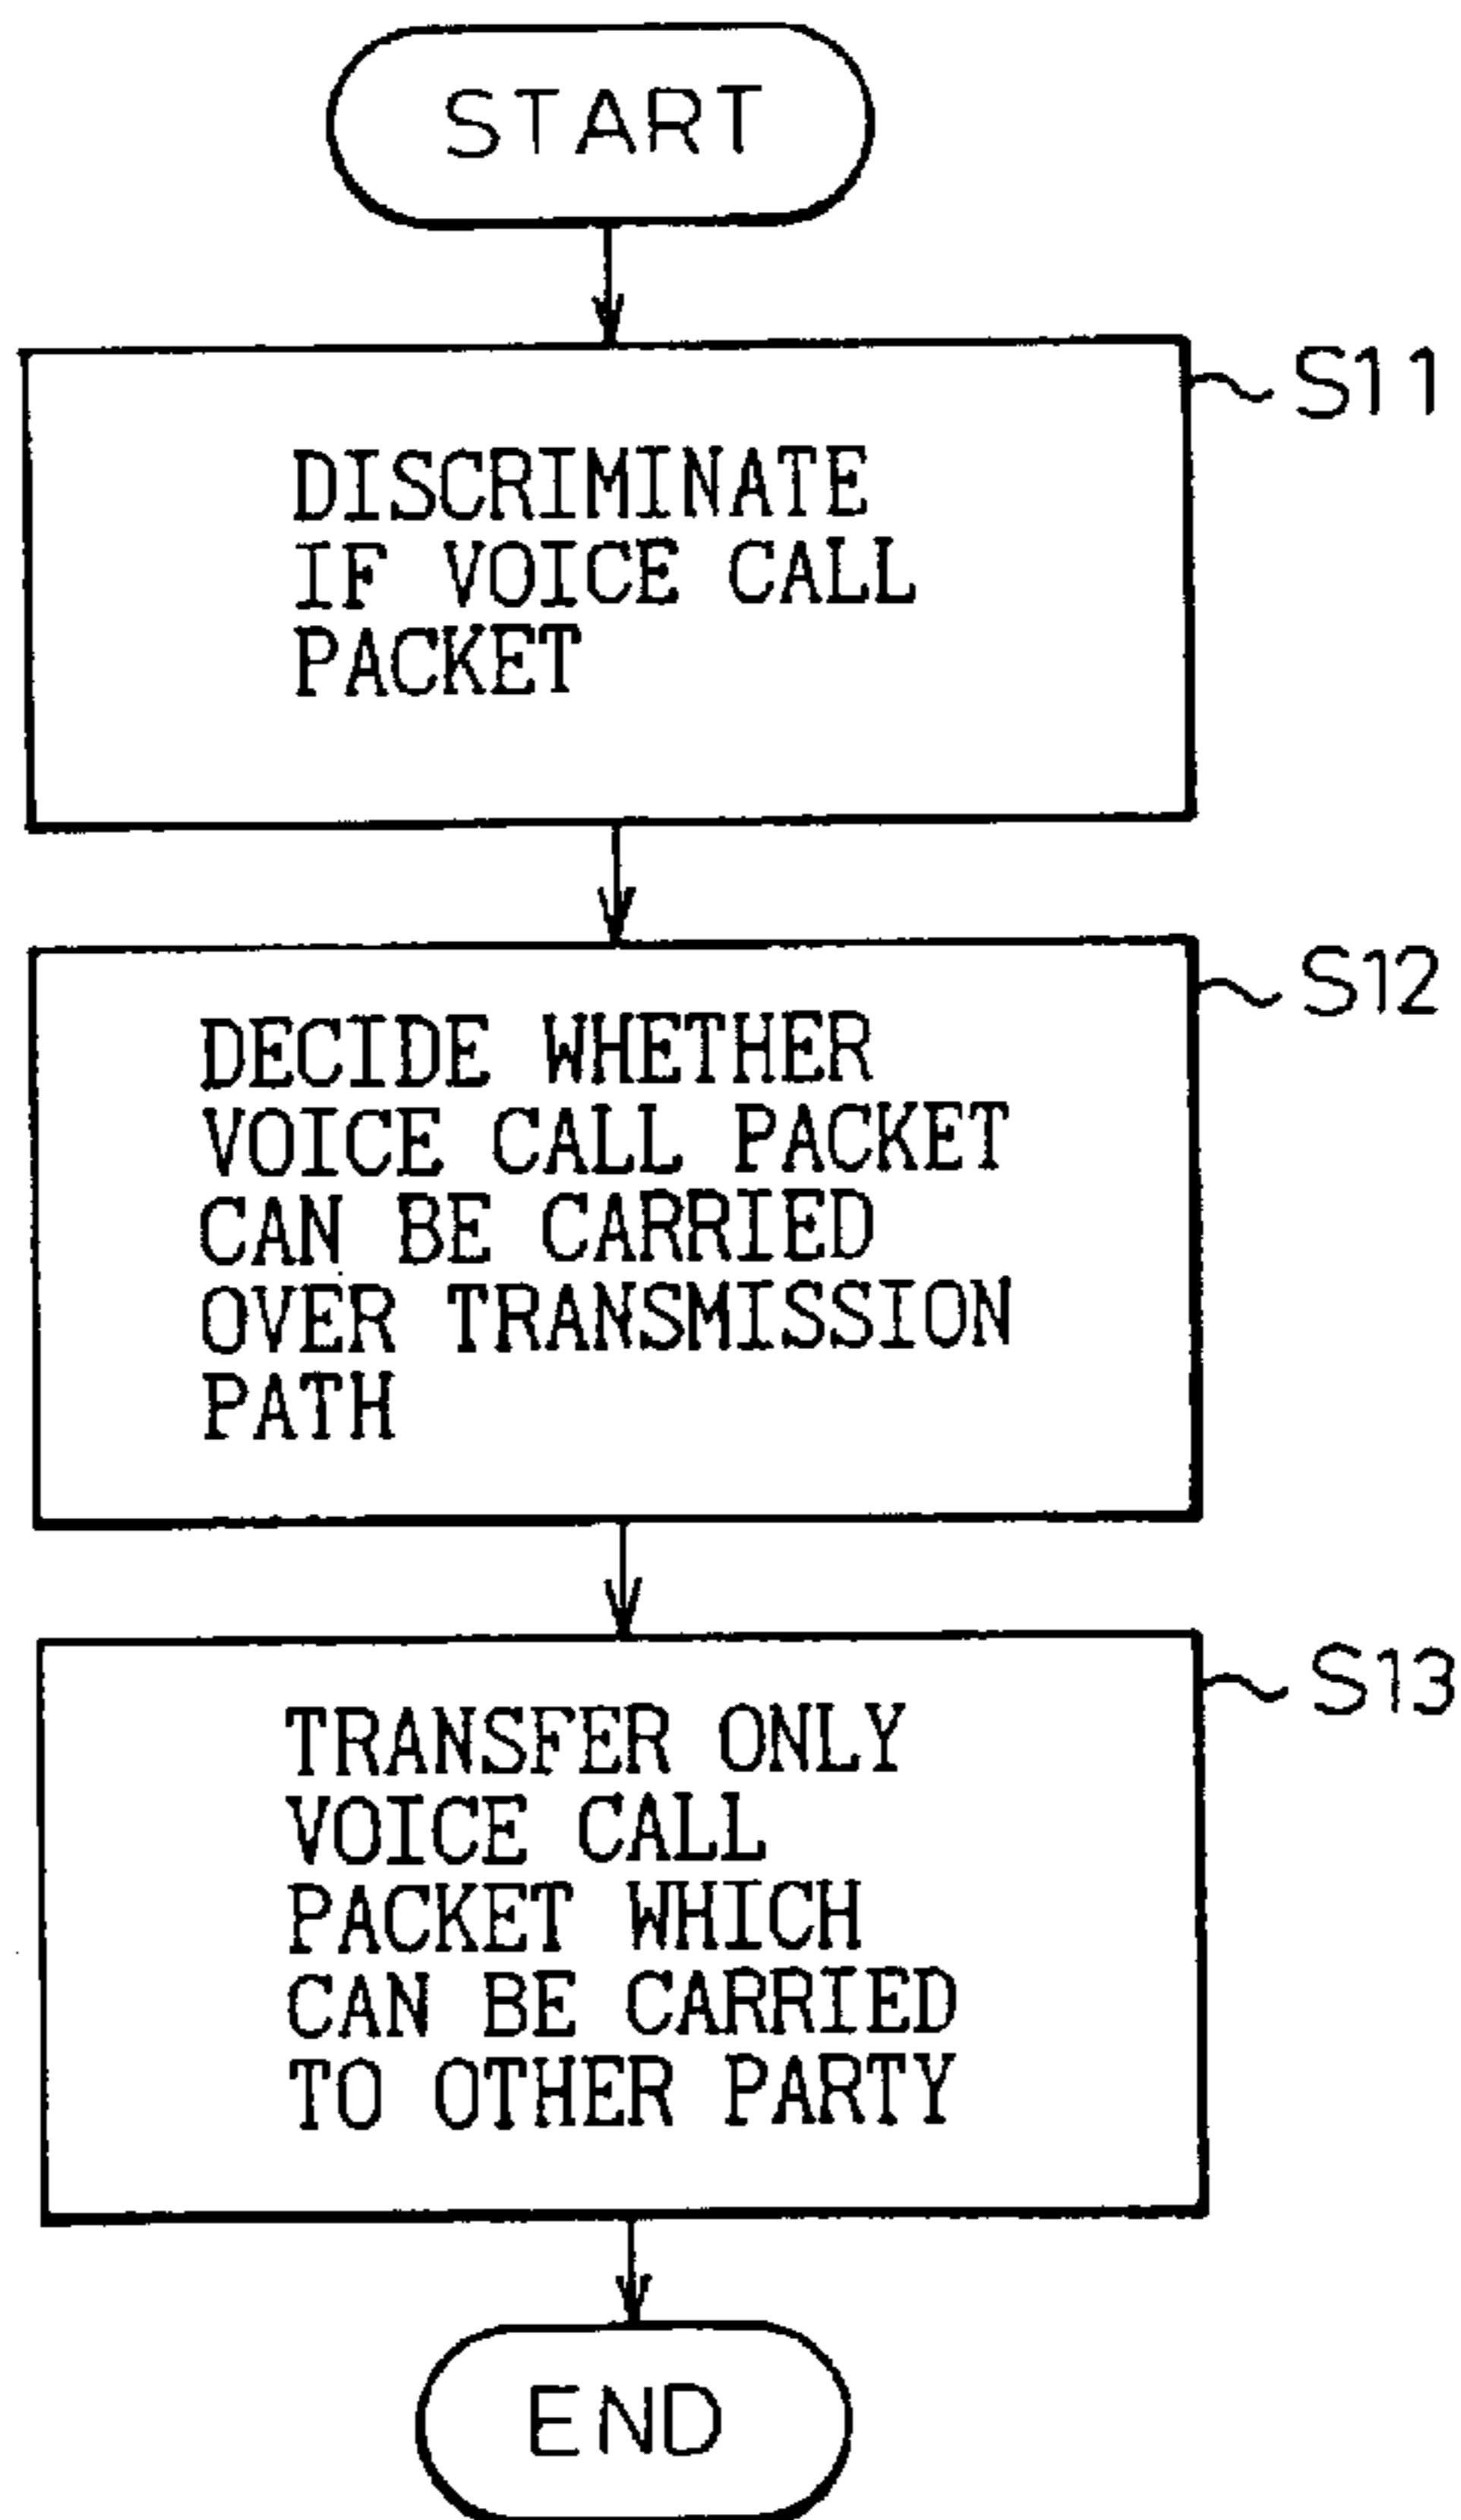 START
S11
DISCRIMINATE
IF VOICE CALL
PACKET
S12
DECIDE WHETHER
VOICE CALL PACKET
CAN BE CARRIED
OVER TRANSMISSION
PATH
S13
TRANSFER ONLY
VOICE CALL
PACKET WHICH
CAN BE CARRIED
TO OTHER PARTY
END